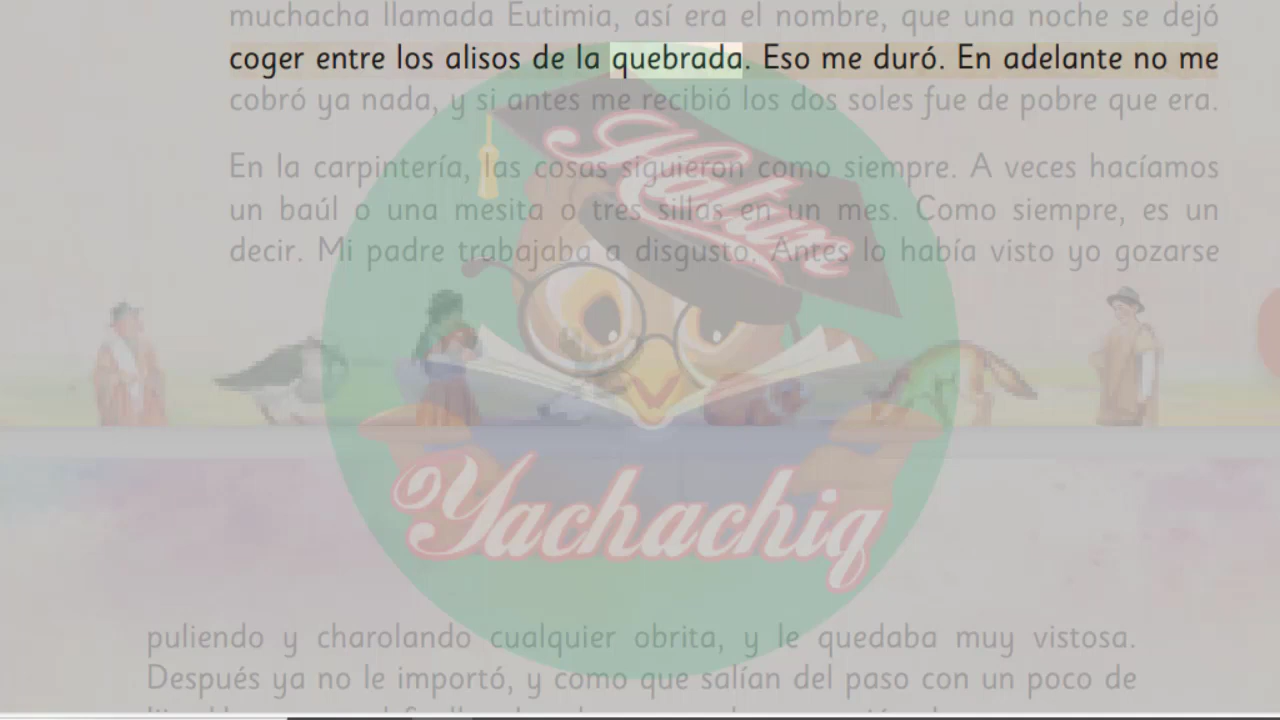 muchacha llamada Eutimia, así era el nombre, que una noche se dejó
coger entre los alisos de la quebrada. Eso me duró. En adelante no me
cobró ya nada, y si antes me recibió los dos soles fue de pobre que era.
En la carpintería, las cosas siguieron como siempre. A veces hacíamos
un baúl o una mesita o tres sillas en un mes. Como siempre, es un
decir. Mi padre trabajaba a disgusto. Antes lo había visto yo gozarse
Hatun
Yachachiq
puliendo y charolando cualquier obrita, y le quedaba muy vistosa.
Después ya no le importó, y como que salían del paso con un poco de